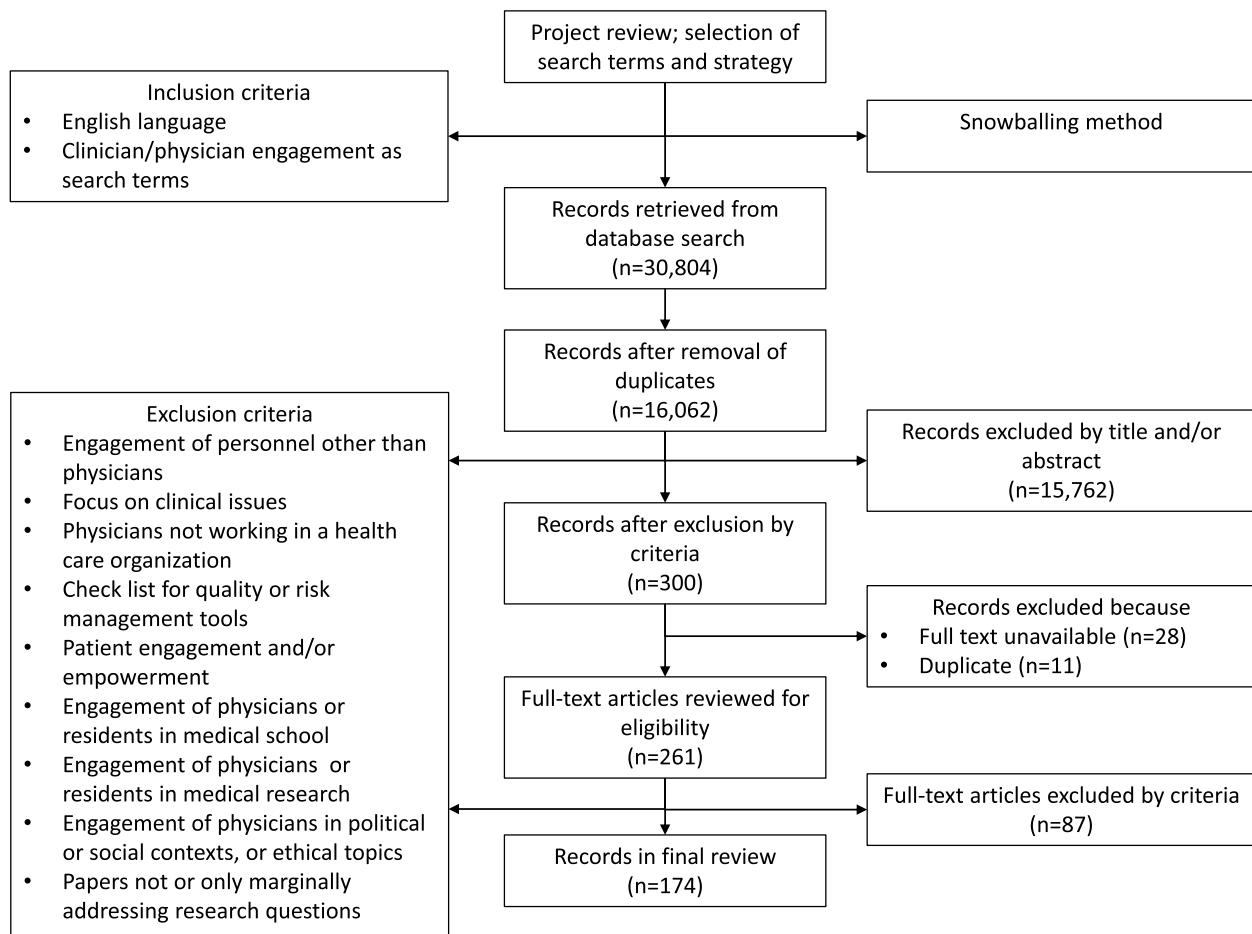 Project review; selection of
search terms and strategy
Inclusion criteria
• English language
• Clinician/physician engagement as
search terms
Snowballing method
Records retrieved from
database search
(n=30,804)
Records after removal of
duplicates
(n=16,062)
Exclusion criteria
• Engagement of personnel other than
physicians
• Focus on clinical issues
• Physicians not working in a health
care organization
• Check list for quality or risk
management tools
• Patient engagement and/or
empowerment
• Engagement of physicians or
residents in medical school
• Engagement of physicians  or
residents in medical research
• Engagement of physicians in political
or social contexts, or ethical topics
• Papers not or only marginally
addressing research questions
Records excluded by title and/or
abstract
(n=15,762)
Records after exclusion by
criteria
(n=300)
Records excluded because
• Full text unavailable (n=28)
• Duplicate (n=11)
Full-text articles reviewed for
eligibility
(n=261)
Full-text articles excluded by criteria
(n=87)
Records in final review
(n=174)